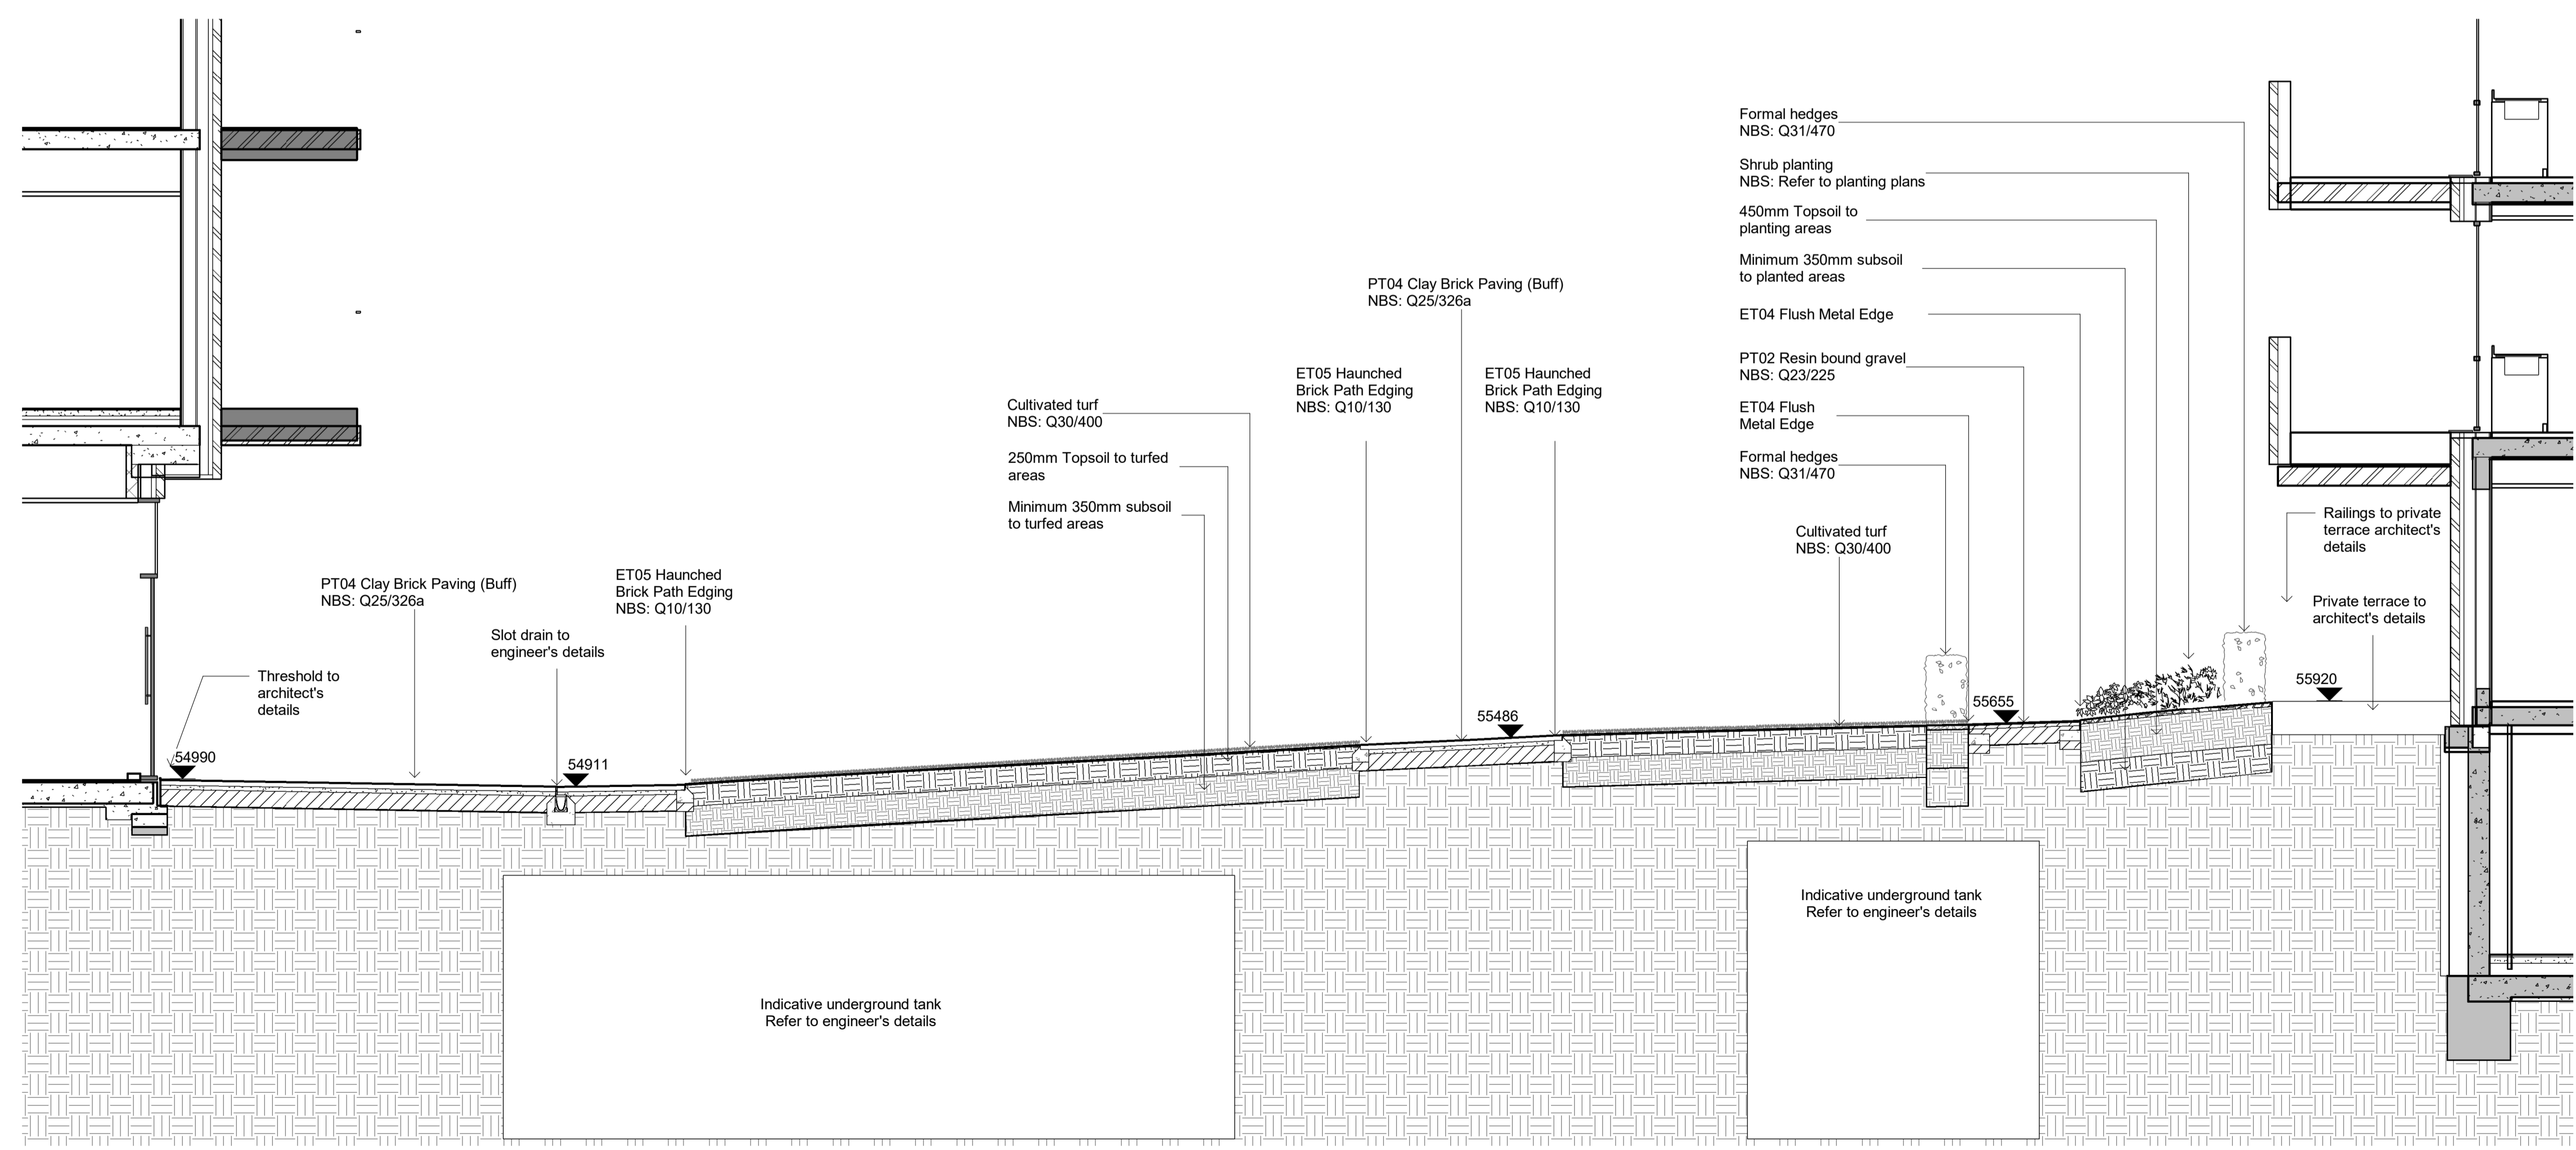 Formal hedges
NBS: Q31/470
Shrub planting
NBS: Refer to planting plans
450mm Topsoil to
planting areas
Minimum 350mm subsoil
to planted areas
ET04 Flush Metal Edge
PT02 Resin bound gravel
NBS: Q23/225
ET04 Flush
Metal Edge
Formal hedges
NBS: Q31/470
Cultivated turf
NBS: Q30/400
PT04 Clay Brick Paving (Buff)
NBS: Q25/326a
ET05 Haunched
Brick Path Edging
NBS: Q10/130
ET05 Haunched
Brick Path Edging
NBS: Q10/130
Cultivated turf
NBS: Q30/400
250mm Topsoil to turfed
areas
Minimum 350mm subsoil
to turfed areas
Railings to private
terrace architect's
details
Private terrace to
architect's details
PT04 Clay Brick Paving (Buff)
NBS: Q25/326a
ET05 Haunched
Brick Path Edging
NBS: Q10/130
Slot drain to
engineer's details
Threshold to
architect's
details
54990
54911
55486
55655
55920
Indicative underground tank
Refer to engineer's details
Indicative underground tank
Refer to engineer's details